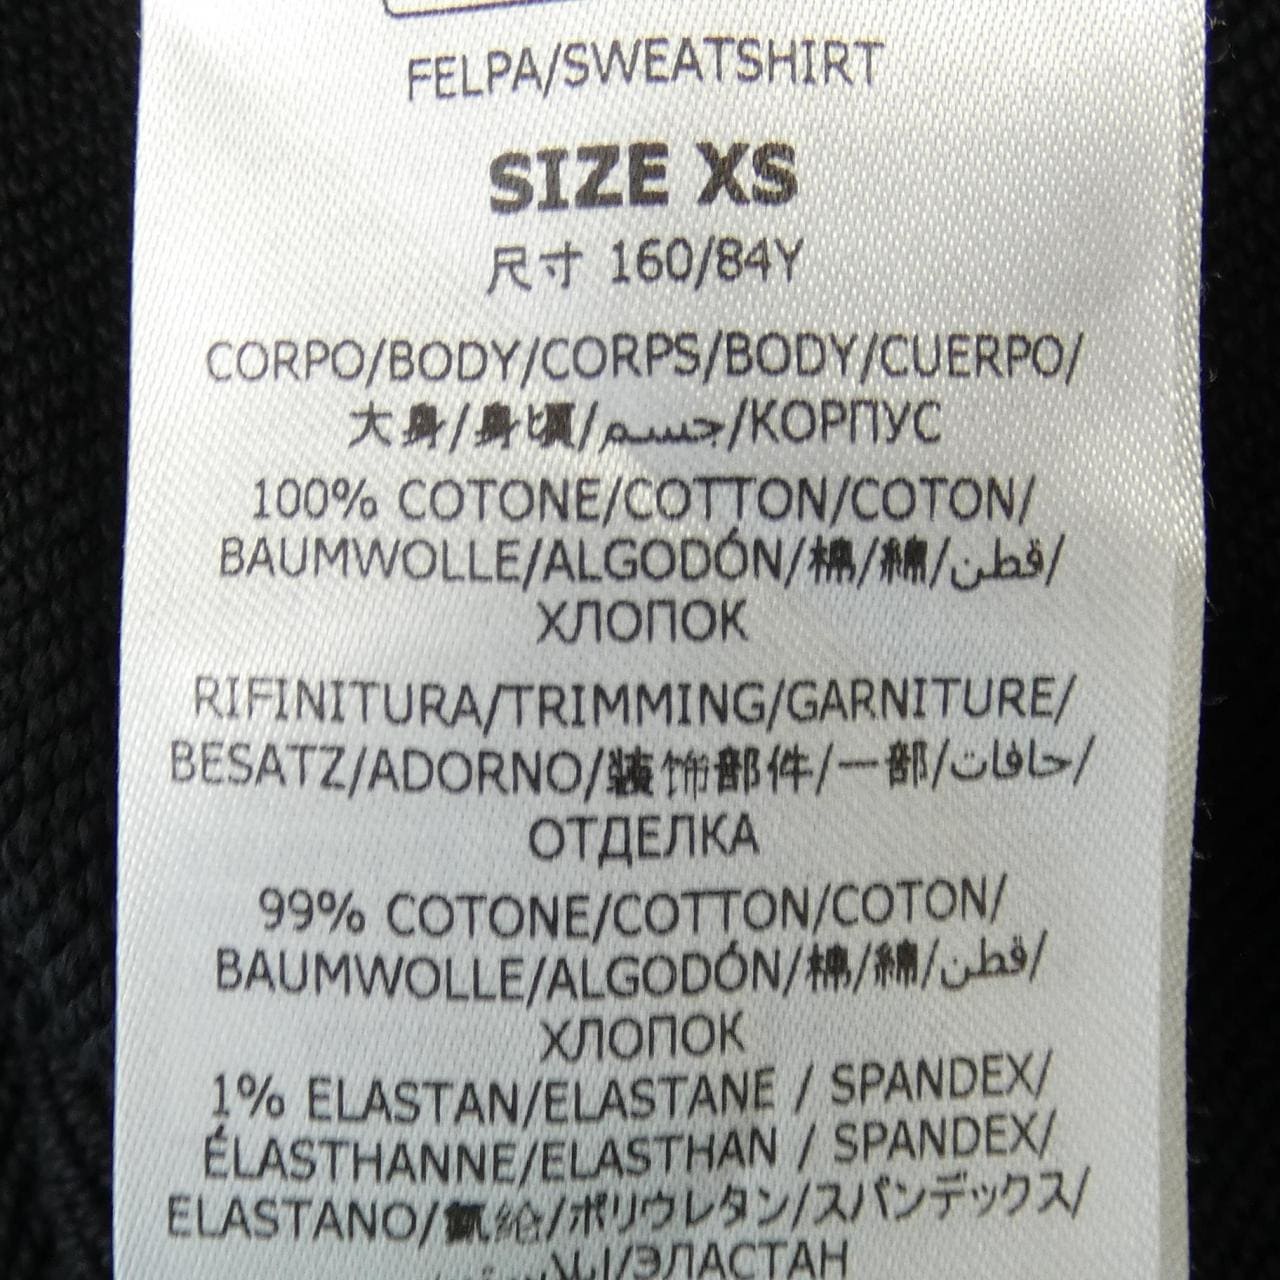 FELPA/SWEATSHIRT
SIZE XS
尺寸 160/84Y
CORPO/BODY/CORPS/BODY/CUERPO/
大身/身頃/جسم/КОРПУС
100% COTONE/COTTON/COTON/
BAUMWOLLE/ALGODÓN/棉/綿/قطن/
ХЛОПОК
RIFINITURA/TRIMMING/GARNITURE/
BESATZ/ADORNO/装饰部件/一部/حافات/
ОТДЕЛКА
99% COTONE/COTTON/COTON/
BAUMWOLLE/ALGODÓN/棉/綿/قطن/
ХЛОПОК
1% ELASTAN/ELASTANE / SPANDEX/
ÉLASTHANNE/ELASTHAN / SPANDEX/
ELASTANO/氨纶/ポリウレタン/スパンデックス/
/ЭЛАСТАН